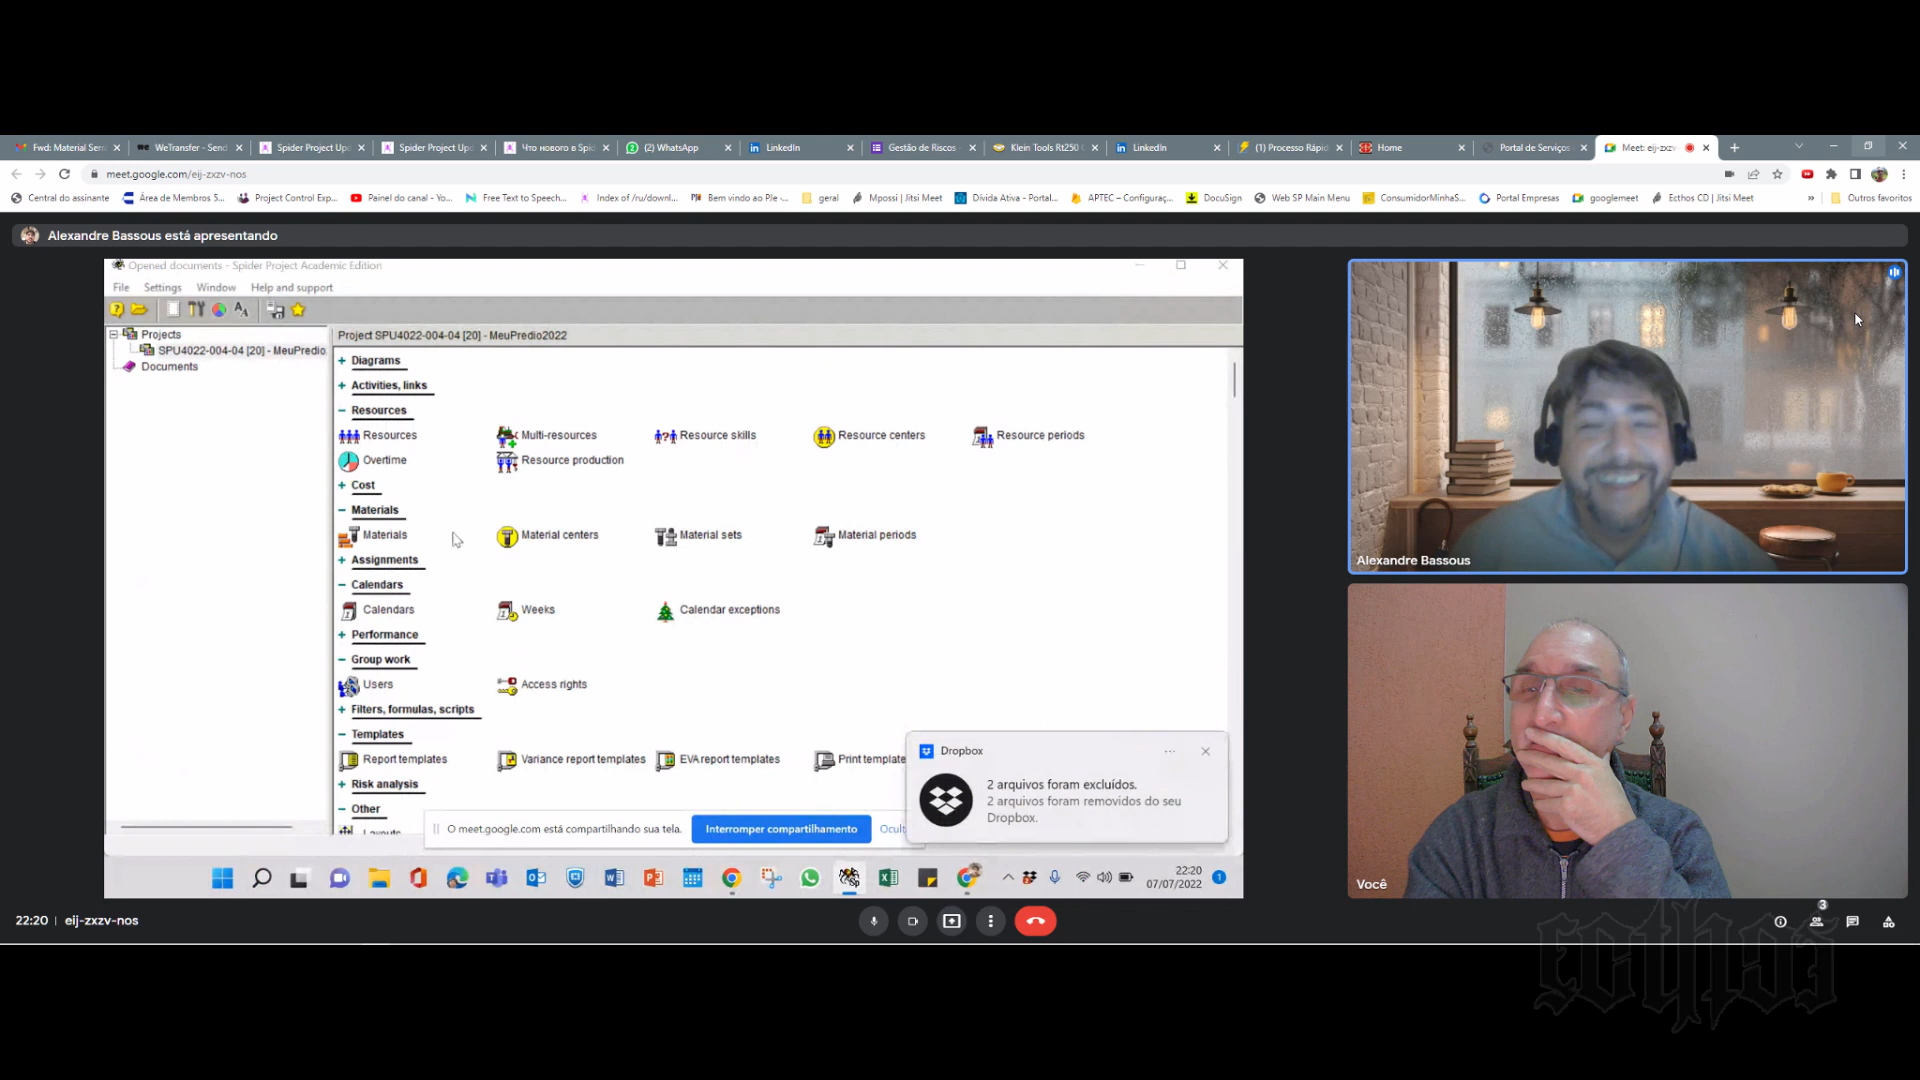 Fwd: Material Sem
WeTransfer - Send
Spider Project Upd
Spider Project Upd
Что нового в Spid
(2) WhatsApp
LinkedIn
Gestão de Riscos
Klein Tools Rt250
LinkedIn
(1) Processo Rápid
Home
Portal de Serviços
Meet: eij-zxzv
meet.google.com/eij-zxzv-nos
Central do assinante
Área de Membros S...
Project Control Exp...
Painel do canal - Yo...
Free Text to Speech...
Index of /ru/downl...
Bem vindo ao PJe -...
geral
Mpossi | Jitsi Meet
Dívida Ativa - Portal...
APTEC – Configuraç...
DocuSign
Web SP Main Menu
ConsumidorMinhaS...
Portal Empresas
googlemeet
Ecthos CD | Jitsi Meet
»
Outros favoritos
Alexandre Bassous está apresentando
Opened documents - Spider Project Academic Edition
File Settings Window Help and support
Projects
SPU4022-004-04 [20] - MeuPredio
Documents
Project SPU4022-004-04 [20] - MeuPredio2022
+ Diagrams
+ Activities, links
− Resources
Resources Multi-resources Resource skills Resource centers Resource periods
Overtime Resource production
+ Cost
− Materials
Materials Material centers Material sets Material periods
+ Assignments
− Calendars
Calendars Weeks Calendar exceptions
+ Performance
− Group work
Users Access rights
+ Filters, formulas, scripts
− Templates
Report templates Variance report templates EVA report templates Print template
+ Risk analysis
− Other
Layouts
Dropbox
2 arquivos foram excluídos.
2 arquivos foram removidos do seu
Dropbox.
O meet.google.com está compartilhando sua tela.
Interromper compartilhamento
Ocult
22:20
07/07/2022
1
Alexandre Bassous
Você
22:20 | eij-zxzv-nos
3
ecthos